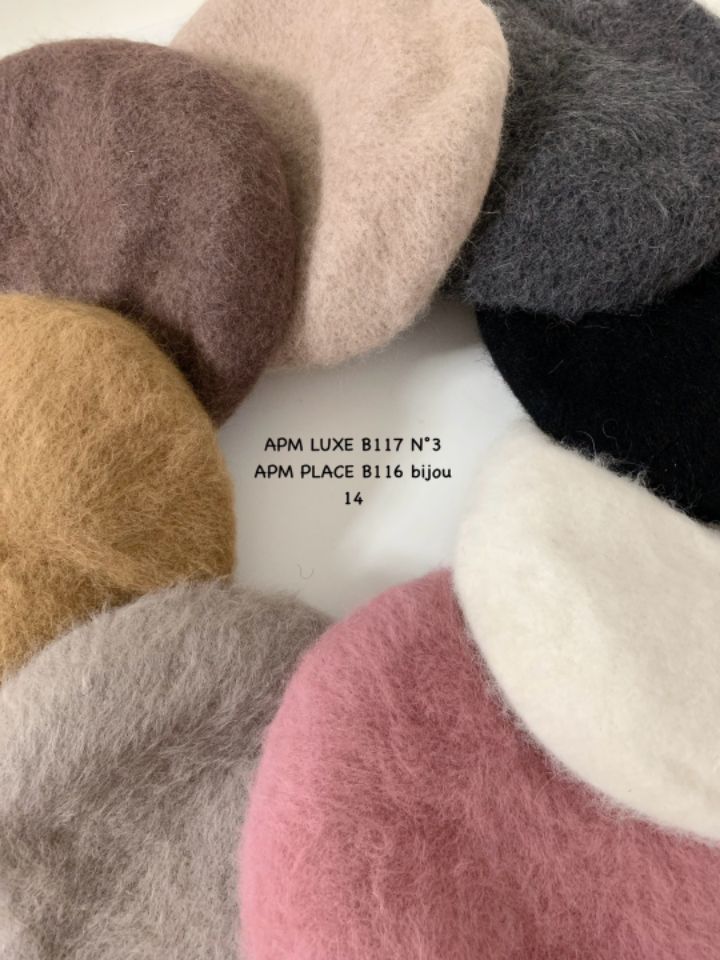 APM LUXE B117 N°3
APM PLACE B116 bijou
14